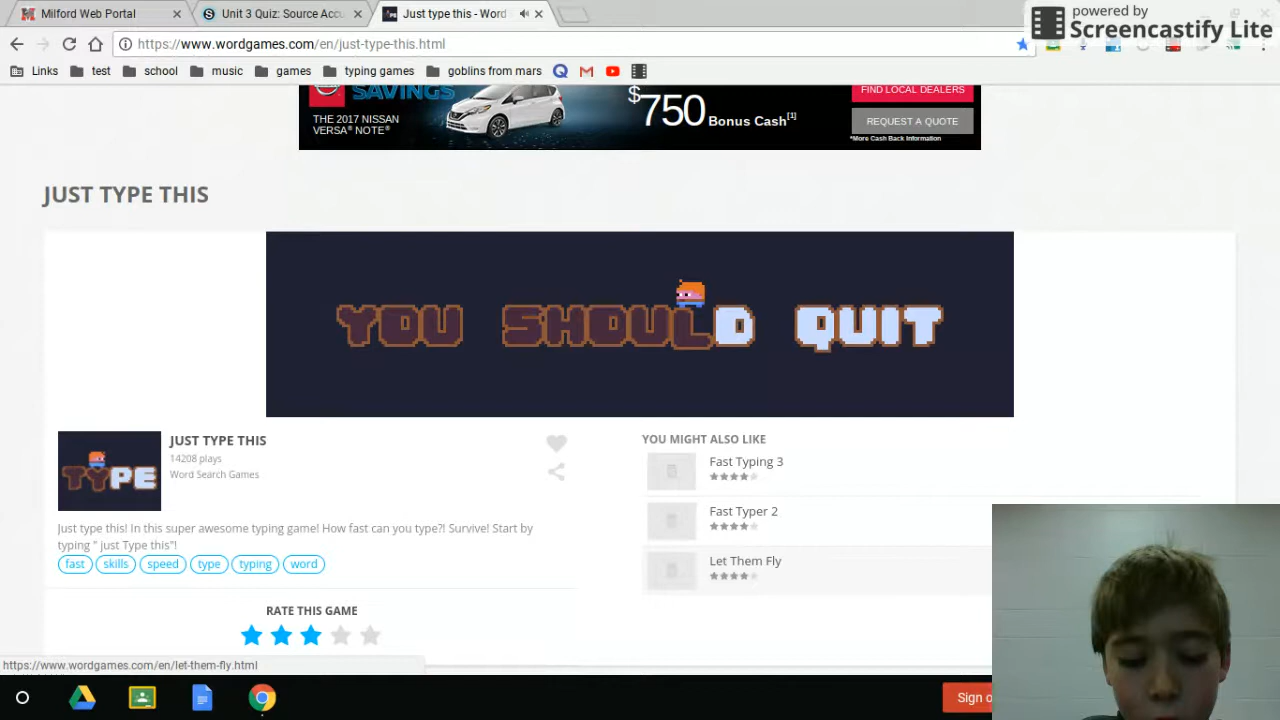 Milford Web Portal
Unit 3 Quiz: Source Acc
Just type this - Word
powered by
Screencastify Lite
https://www.wordgames.com/en/just-type-this.html
Links
test
school
music
games
typing games
goblins from mars
SAVINGS
THE 2017 NISSAN
VERSA® NOTE®
$750 Bonus Cash[1]
FIND LOCAL DEALERS
REQUEST A QUOTE
*More Cash Back Information
JUST TYPE THIS
YOU SHOULD QUIT
TYPE
JUST TYPE THIS
14208 plays
Word Search Games
Just type this! In this super awesome typing game! How fast can you type?! Survive! Start by
typing " just Type this"!
fast
skills
speed
type
typing
word
RATE THIS GAME
YOU MIGHT ALSO LIKE
Fast Typing 3
Fast Typer 2
Let Them Fly
https://www.wordgames.com/en/let-them-fly.html
Sign o